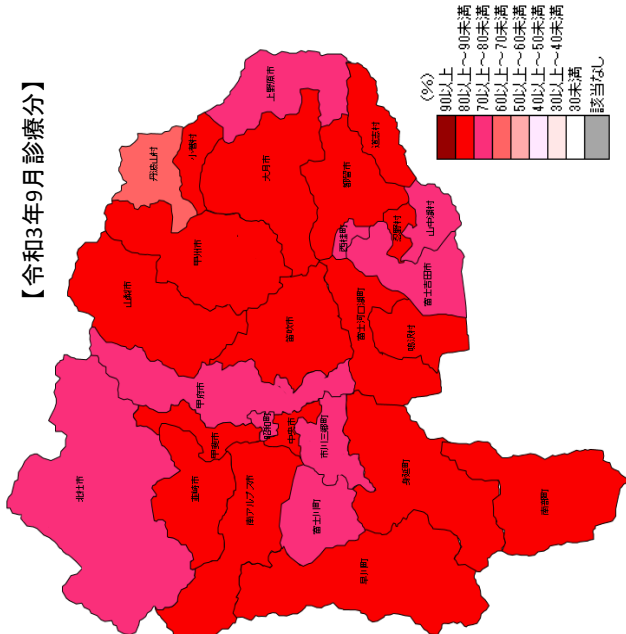 【令和3年9月診療分】
(%)
90以上
80以上～90未満
70以上～80未満
60以上～70未満
50以上～60未満
40以上～50未満
30以上～40未満
30未満
該当なし
北杜市
韮崎市
甲斐市
南アルプス市
甲府市
昭和町
中央市
市川三郷町
富士川町
早川町
身延町
南部町
山梨市
甲州市
笛吹市
丹波山村
小菅村
上野原市
大月市
都留市
道志村
西桂町
忍野村
山中湖村
富士吉田市
富士河口湖町
鳴沢村